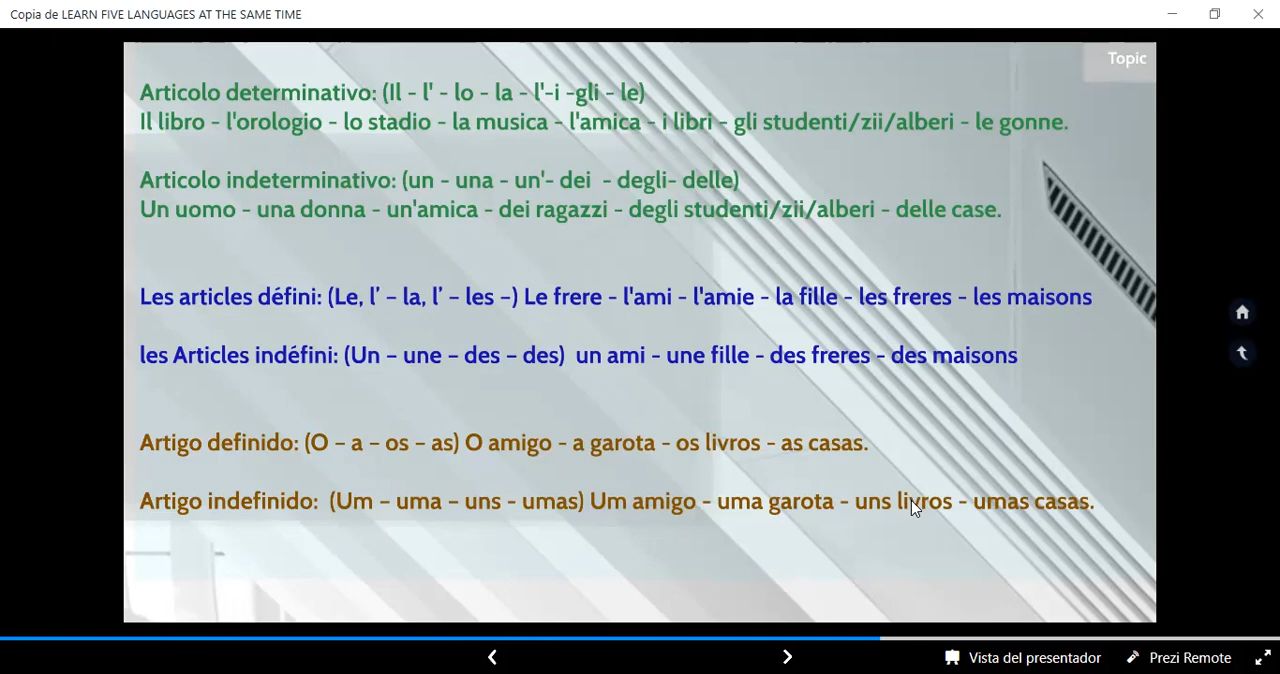 Copia de LEARN FIVE LANGUAGES AT THE SAME TIME
Topic
Articolo determinativo: (Il - l' - lo - la - l'-i -gli - le)
Il libro - l'orologio - lo stadio - la musica - l'amica - i libri - gli studenti/zii/alberi - le gonne.
Articolo indeterminativo: (un - una - un'- dei  - degli- delle)
Un uomo - una donna - un'amica - dei ragazzi - degli studenti/zii/alberi - delle case.
Les articles défini: (Le, l’ – la, l’ – les –) Le frere - l'ami - l'amie - la fille - les freres - les maisons
les Articles indéfini: (Un – une – des – des)  un ami - une fille - des freres - des maisons
Artigo definido: (O – a – os – as) O amigo - a garota - os livros - as casas.
Artigo indefinido:  (Um – uma – uns - umas) Um amigo - uma garota - uns livros - umas casas.
Vista del presentador
Prezi Remote